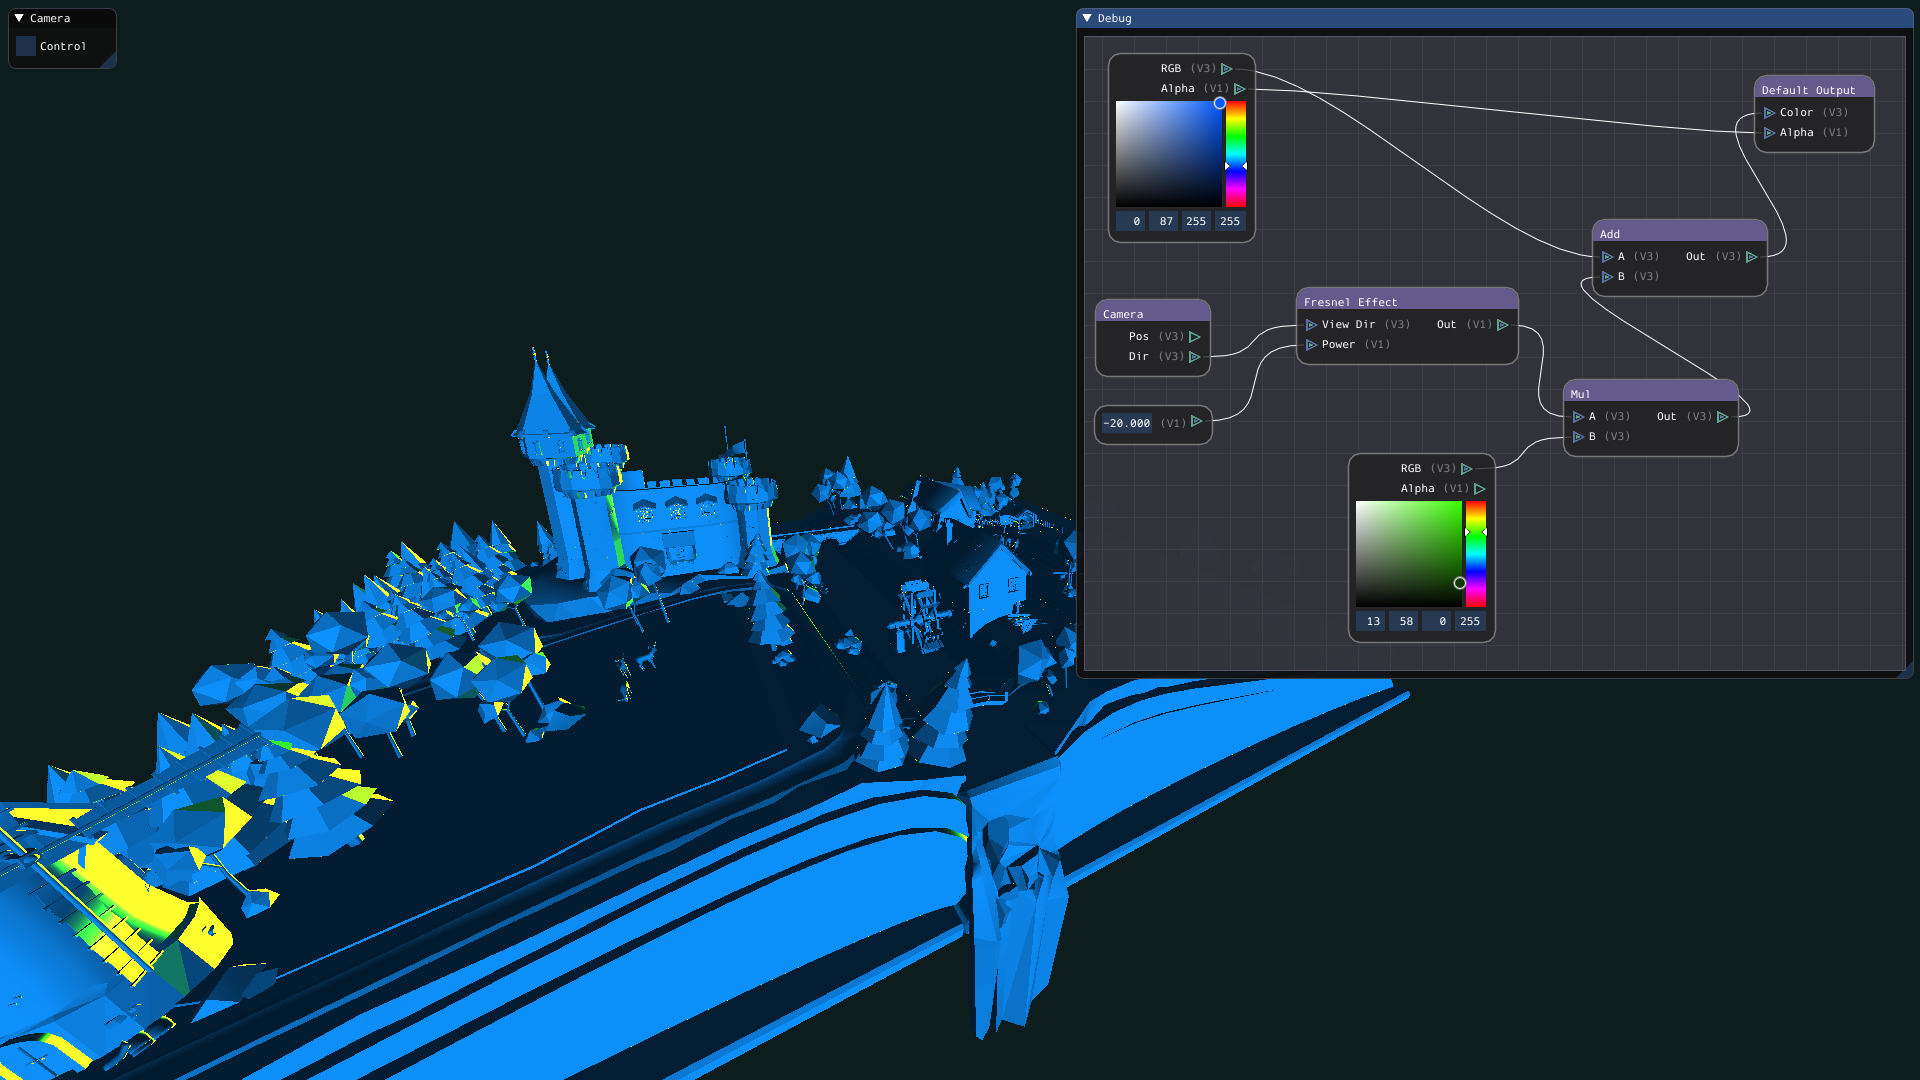 Camera
Control
Debug
RGB (V3)
Alpha (V1)
0 87 255 255
Default Output
Color (V3)
Alpha (V1)
Add
A (V3) Out (V3)
B (V3)
Camera
Pos (V3)
Dir (V3)
Fresnel Effect
View Dir (V3) Out (V1)
Power (V1)
-20.000 (V1)
Mul
A (V3) Out (V3)
B (V3)
RGB (V3)
Alpha (V1)
13 58 0 255